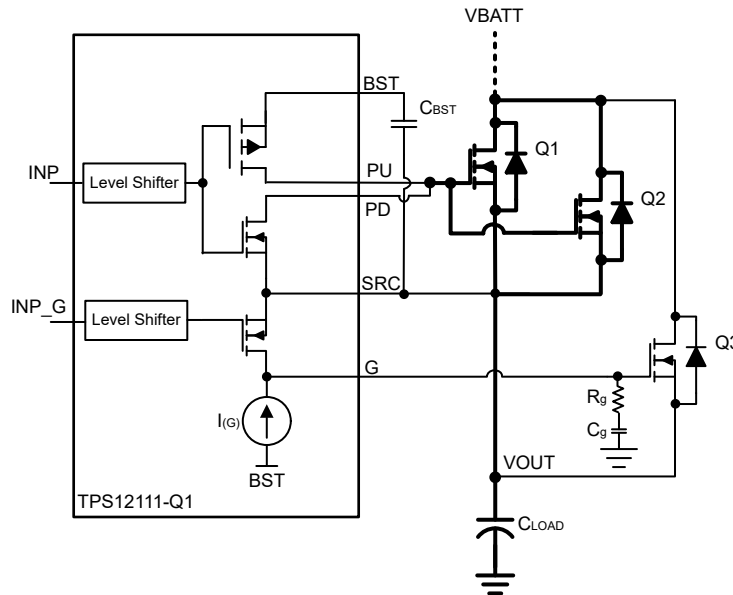 VBATT
BST
CBST
Q1
INP
Level Shifter
PU
PD
Q2
SRC
INP_G
Level Shifter
G
Q3
Rg
Cg
I(G)
BST
VOUT
TPS12111-Q1
CLOAD